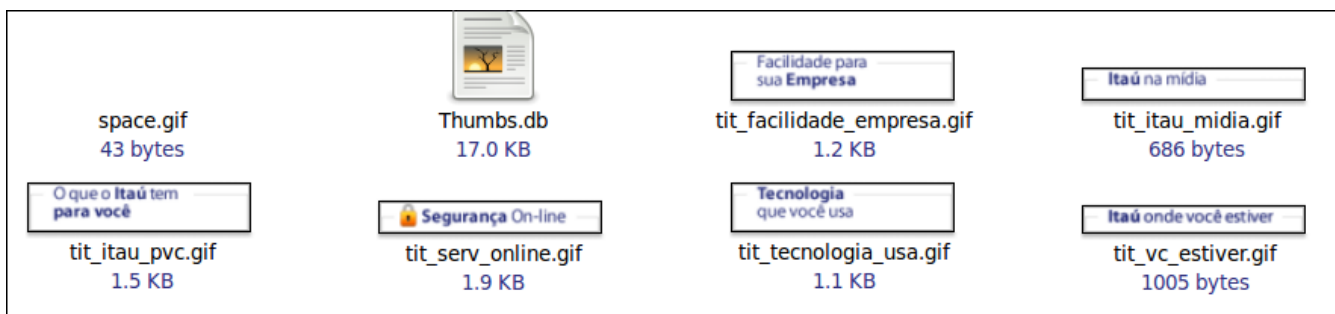 Facilidade para
sua Empresa
Itaú na mídia
space.gif
Thumbs.db
tit_facilidade_empresa.gif
tit_itau_midia.gif
43 bytes
17.0 KB
1.2 KB
686 bytes
O que o Itaú tem
para você
Segurança On-line
Tecnologia
que você usa
Itaú onde você estiver
tit_itau_pvc.gif
tit_serv_online.gif
tit_tecnologia_usa.gif
tit_vc_estiver.gif
1.5 KB
1.9 KB
1.1 KB
1005 bytes